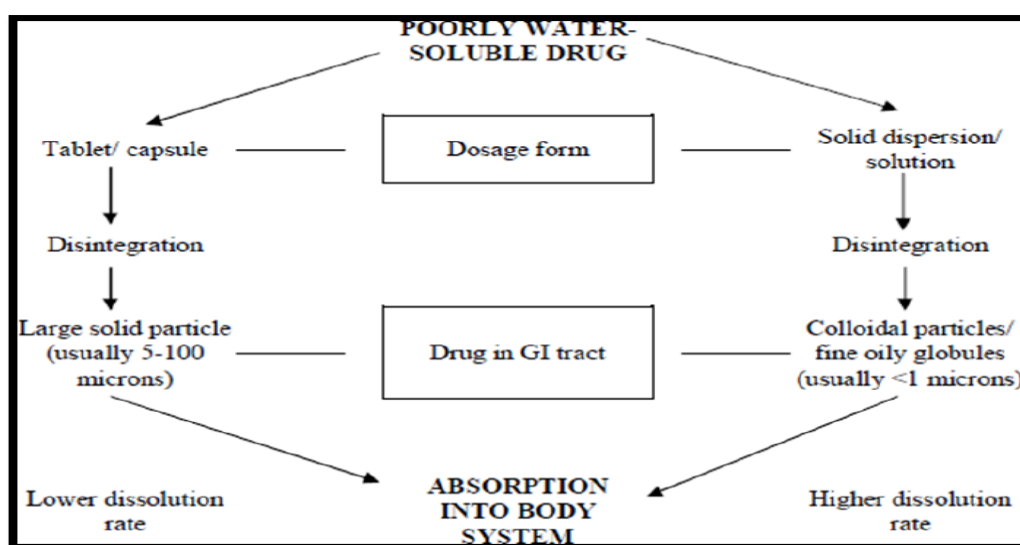 POORLY WATER-
SOLUBLE DRUG
Tablet/ capsule
Dosage form
Solid dispersion/
solution
Disintegration
Disintegration
Large solid particle
(usually 5-100
microns)
Drug in GI tract
Colloidal particles/
fine oily globules
(usually <1 microns)
Lower dissolution
rate
ABSORPTION
INTO BODY
SYSTEM
Higher dissolution
rate